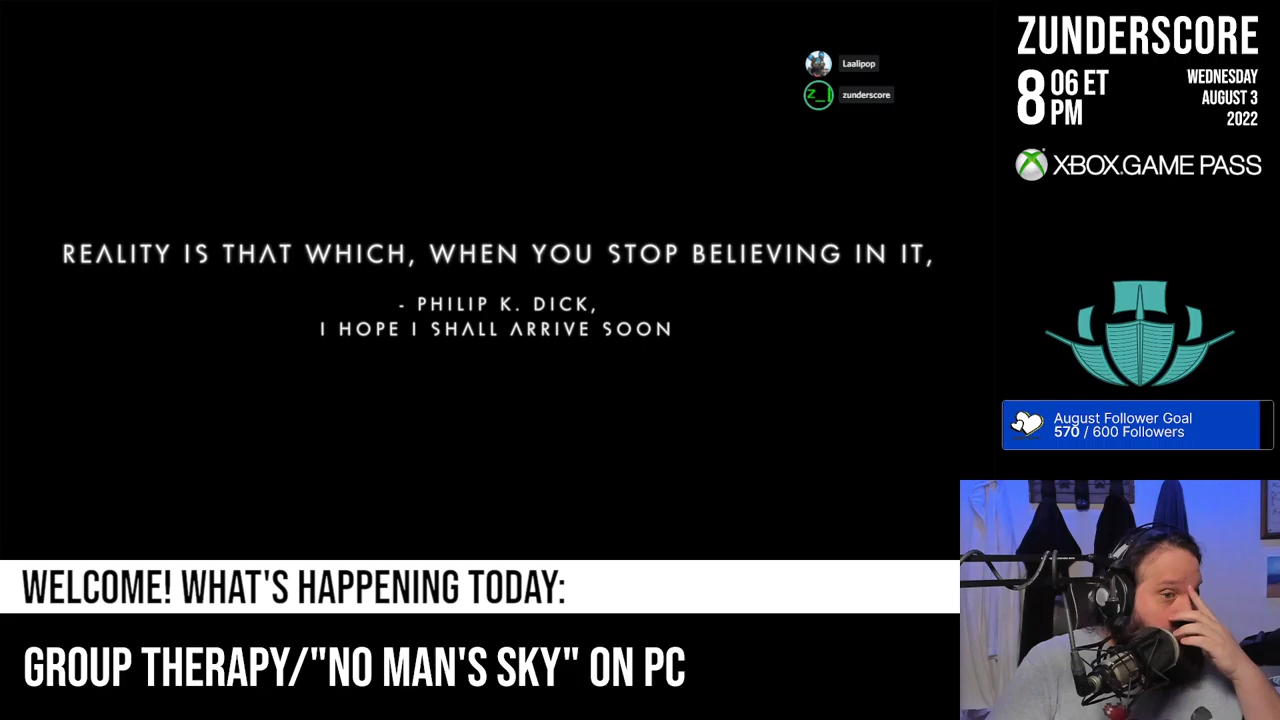 Laalipop
z_
zunderscore
REALITY IS THAT WHICH, WHEN YOU STOP BELIEVING IN IT,
- PHILIP K. DICK,
I HOPE I SHALL ARRIVE SOON
ZUNDERSCORE
8 06 ET PM
WEDNESDAY
AUGUST 3
2022
XBOX GAME PASS
August Follower Goal
570 / 600 Followers
WELCOME! WHAT'S HAPPENING TODAY:
GROUP THERAPY/"NO MAN'S SKY" ON PC